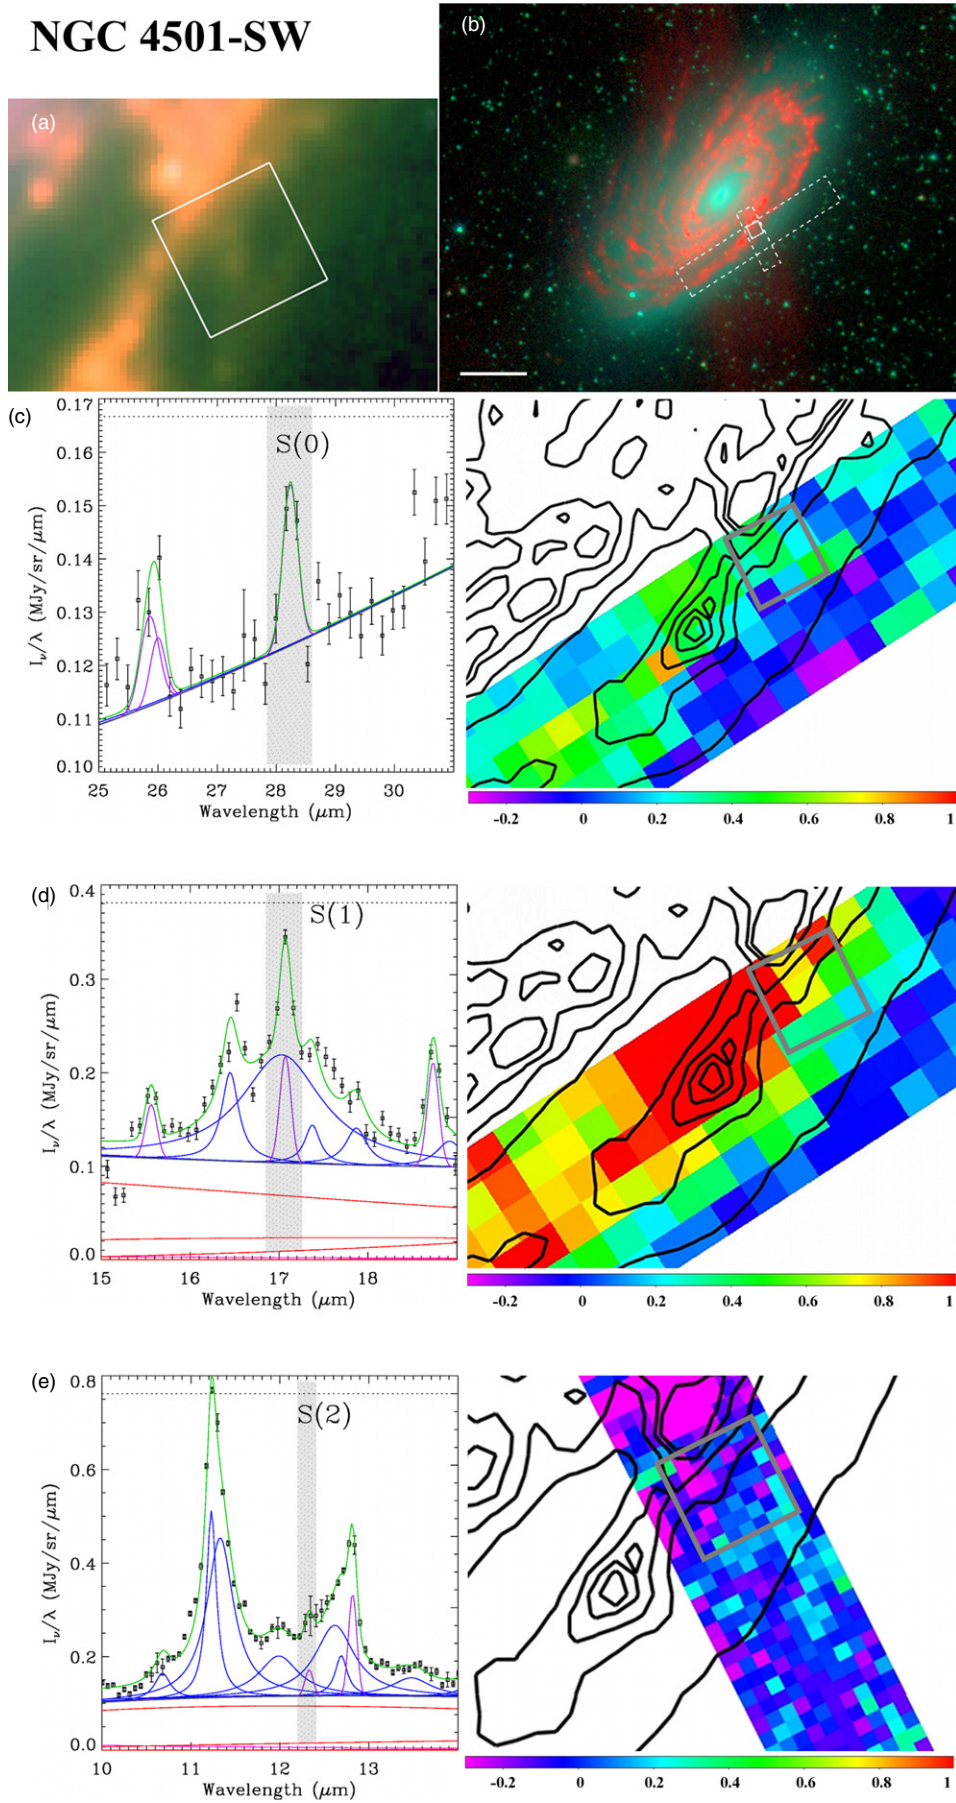 NGC 4501-SW
(a)
(b)
(c)
S(0)
0.17
0.16
0.15
0.14
0.13
0.12
0.11
0.10
Iν/λ (MJy/sr/μm)
25 26 27 28 29 30
Wavelength (μm)
-0.2 0 0.2 0.4 0.6 0.8 1
(d)
S(1)
0.4
0.3
0.2
0.1
0.0
Iν/λ (MJy/sr/μm)
15 16 17 18
Wavelength (μm)
-0.2 0 0.2 0.4 0.6 0.8 1
(e)
S(2)
0.8
0.6
0.4
0.2
0.0
Iν/λ (MJy/sr/μm)
10 11 12 13
Wavelength (μm)
-0.2 0 0.2 0.4 0.6 0.8 1